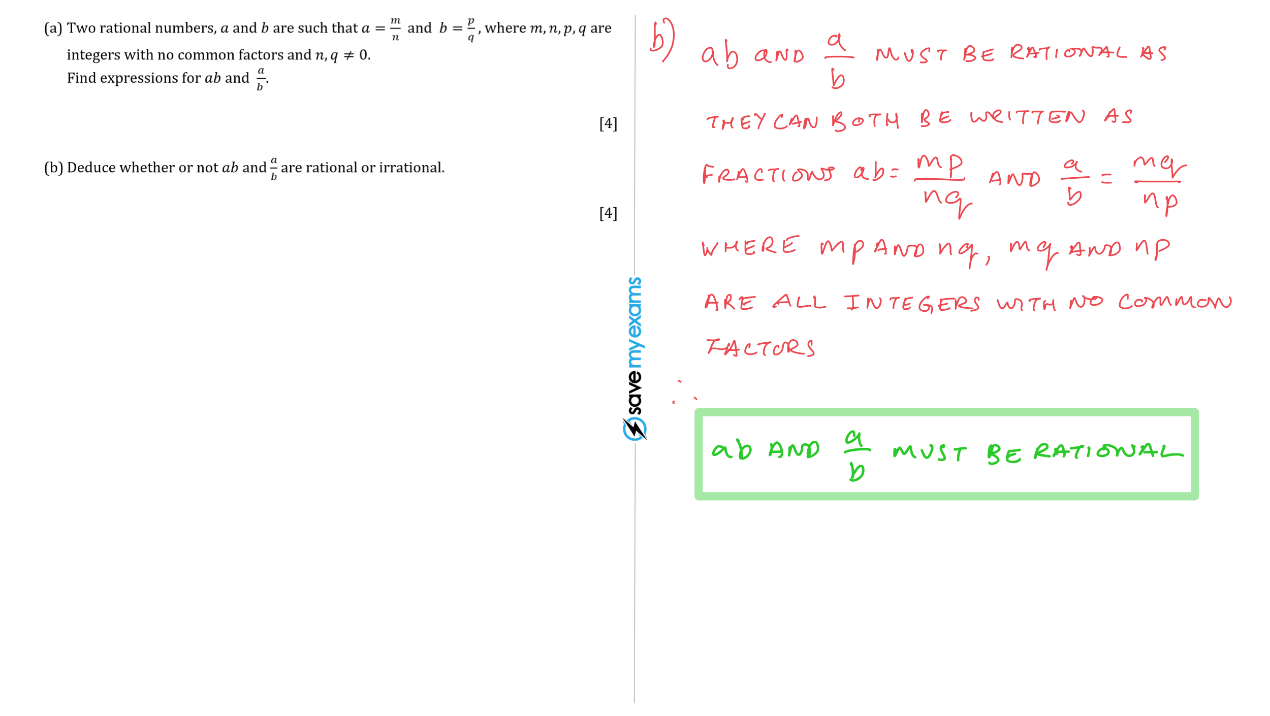 (a) Two rational numbers, a and b are such that a = m/n and b = p/q, where m, n, p, q are
integers with no common factors and n, q ≠ 0.
Find expressions for ab and a/b.
[4]
(b) Deduce whether or not ab and a/b are rational or irrational.
[4]
save my exams
b) ab AND a/b MUST BE RATIONAL AS
THEY CAN BOTH BE WRITTEN AS
FRACTIONS ab = mp/nq AND a/b = mq/np
WHERE mp AND nq, mq AND np
ARE ALL INTEGERS WITH NO COMMON
FACTORS
∴
ab AND a/b MUST BE RATIONAL